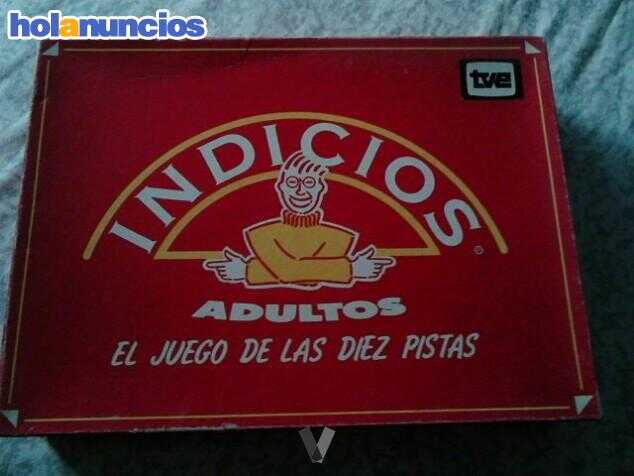 holanuncios
tve
INDICIOS
ADULTOS
EL JUEGO DE LAS DIEZ PISTAS